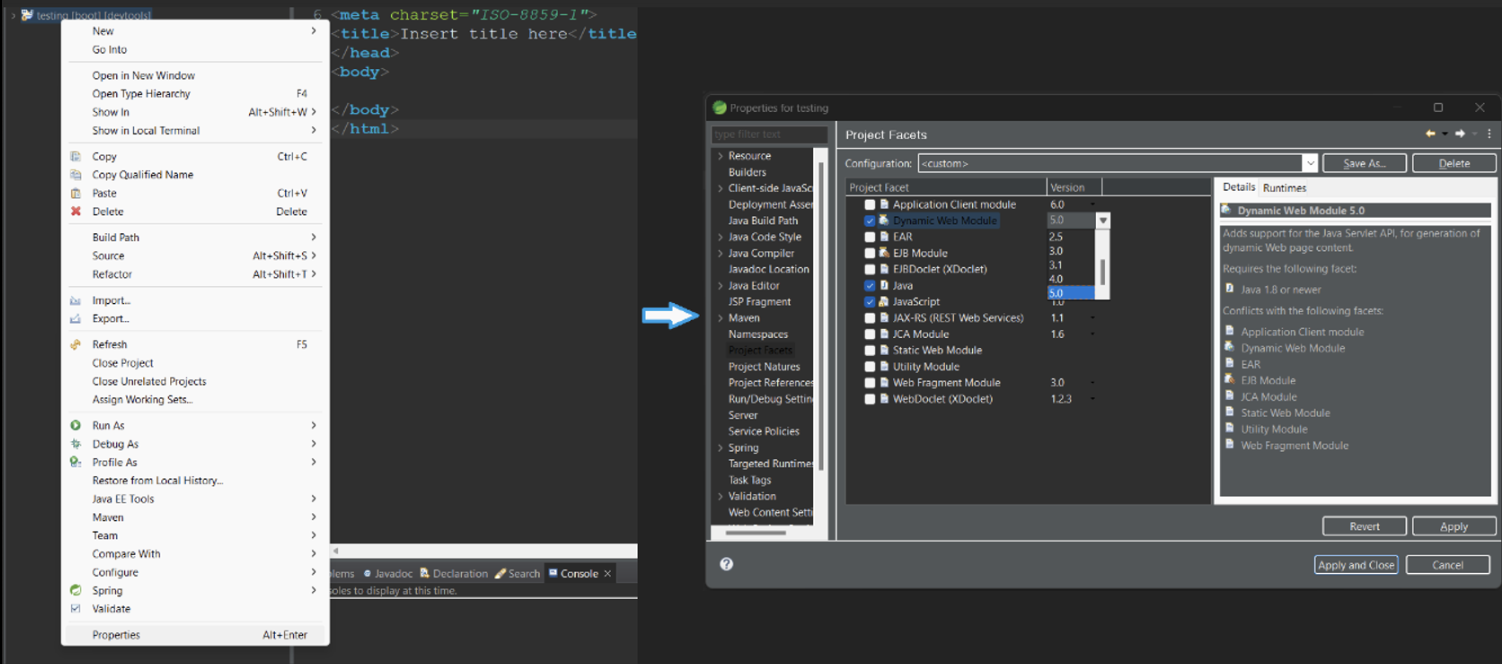 testing [boot] [devtools]
New
Go Into
Open in New Window
Open Type Hierarchy F4
Show In Alt+Shift+W
Show in Local Terminal
Copy Ctrl+C
Copy Qualified Name
Paste Ctrl+V
Delete Delete
Build Path
Source Alt+Shift+S
Refactor Alt+Shift+T
Import...
Export...
Refresh F5
Close Project
Close Unrelated Projects
Assign Working Sets...
Run As
Debug As
Profile As
Restore from Local History...
Java EE Tools
Maven
Team
Compare With
Configure
Spring
Validate
Properties Alt+Enter
6 <meta charset="ISO-8859-1">
<title>Insert title here</title
</head>
<body>
</body>
</html>
blems Javadoc Declaration Search Console
soles to display at this time.
Properties for testing
type filter text
Resource
Builders
Client-side JavaSc
Deployment Asser
Java Build Path
Java Code Style
Java Compiler
Javadoc Location
Java Editor
JSP Fragment
Maven
Namespaces
Project Facets
Project Natures
Project References
Run/Debug Settin
Server
Service Policies
Spring
Targeted Runtimes
Task Tags
Validation
Web Content Setti
Project Facets
Configuration: <custom> Save As... Delete
Project Facet Version
Application Client module 6.0
Dynamic Web Module 5.0
EAR 2.5
EJB Module 3.0
EJBDoclet (XDoclet) 3.1
4.0
Java 5.0
JavaScript 1.0
JAX-RS (REST Web Services) 1.1
JCA Module 1.6
Static Web Module
Utility Module
Web Fragment Module 3.0
WebDoclet (XDoclet) 1.2.3
Details Runtimes
Dynamic Web Module 5.0
Adds support for the Java Servlet API, for generation of
dynamic Web page content.
Requires the following facet:
Java 1.8 or newer
Conflicts with the following facets:
Application Client module
Dynamic Web Module
EAR
EJB Module
JCA Module
Static Web Module
Utility Module
Web Fragment Module
Revert Apply
? Apply and Close Cancel